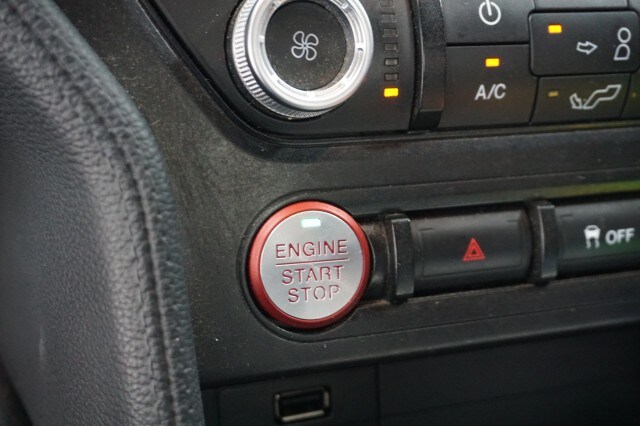 A/C
ENGINE
START
STOP
OFF